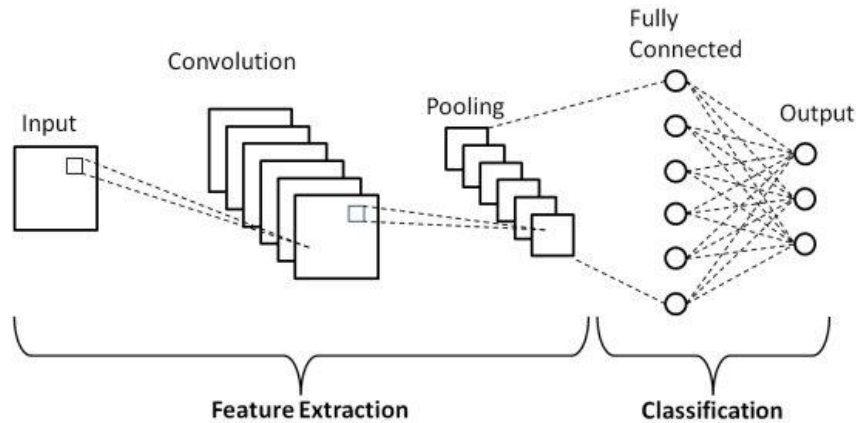 Input
Convolution
Pooling
Fully
Connected
Output
Feature Extraction
Classification